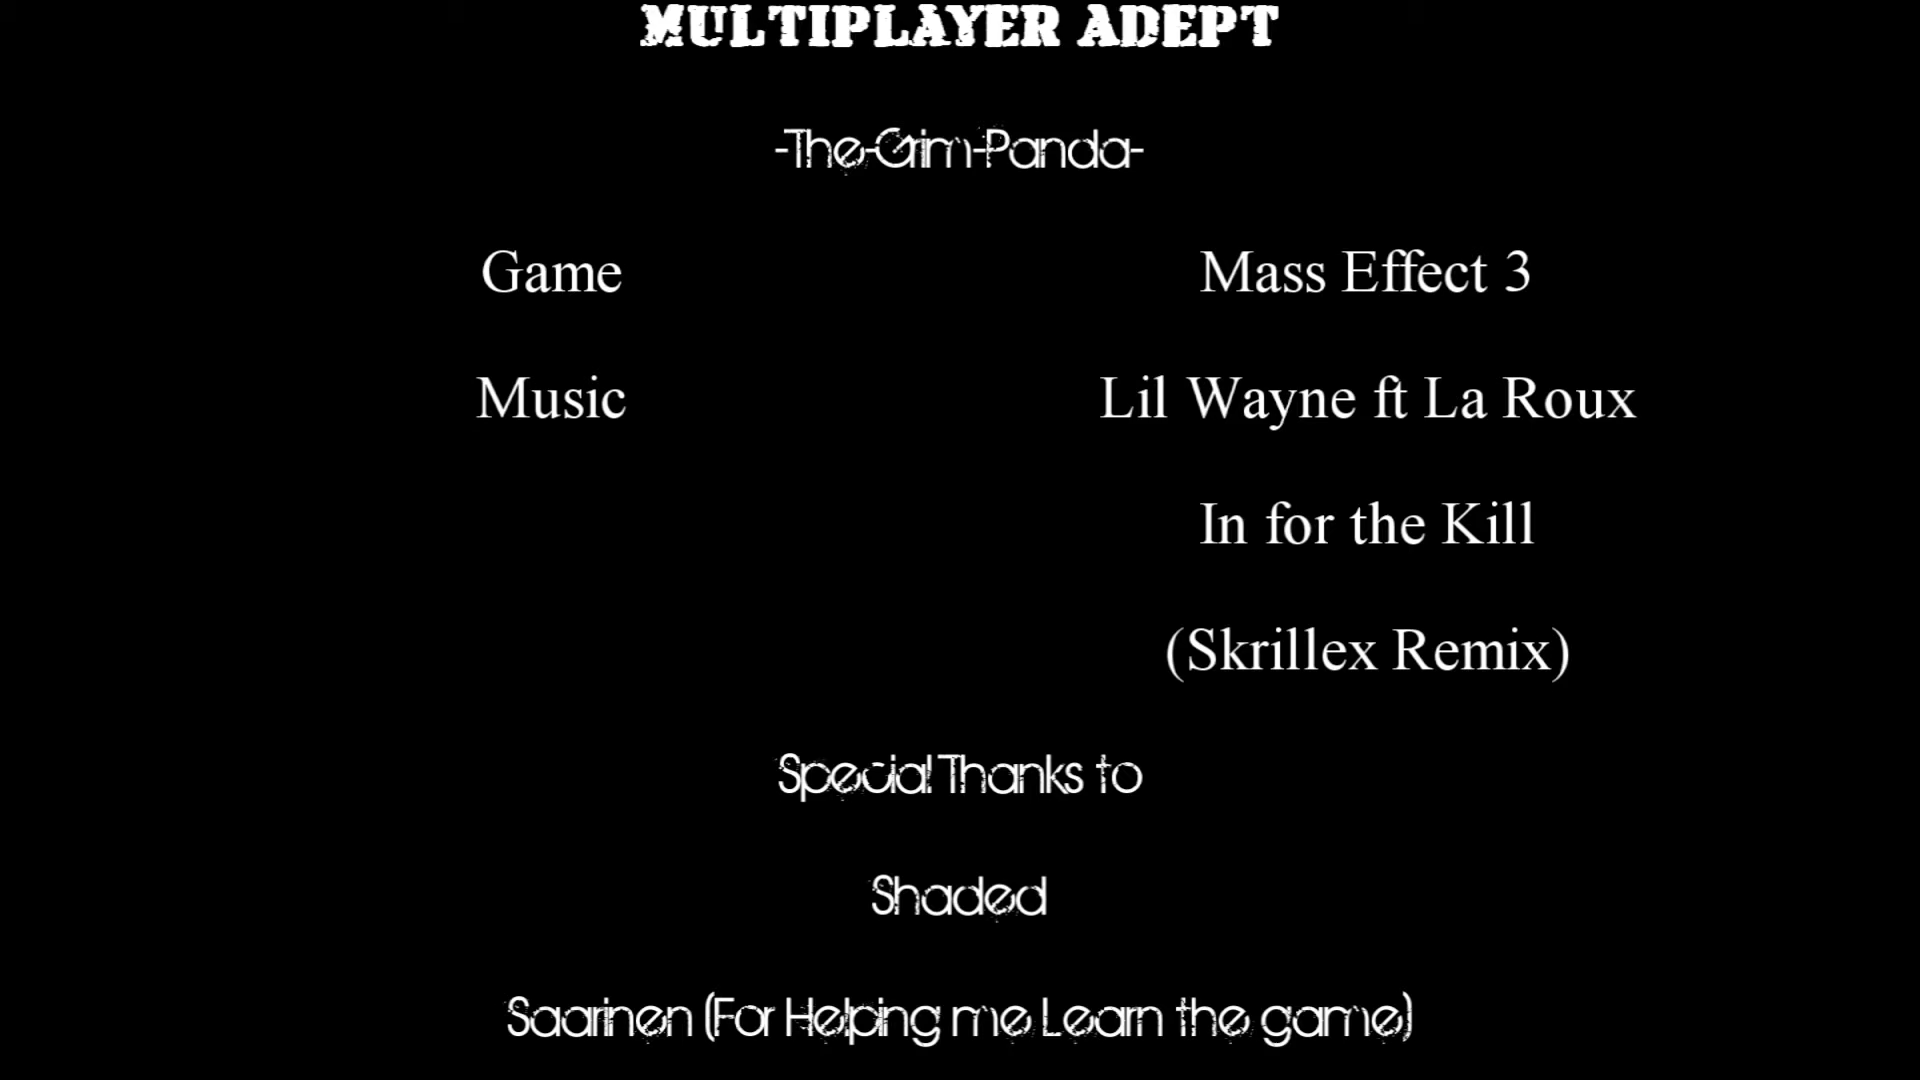 MULTIPLAYER ADEPT
-The-Grim-Panda-
Game Mass Effect 3
Music Lil Wayne ft La Roux
In for the Kill
(Skrillex Remix)
Special Thanks to
Shaded
Saarinen (For Helping me Learn the game)